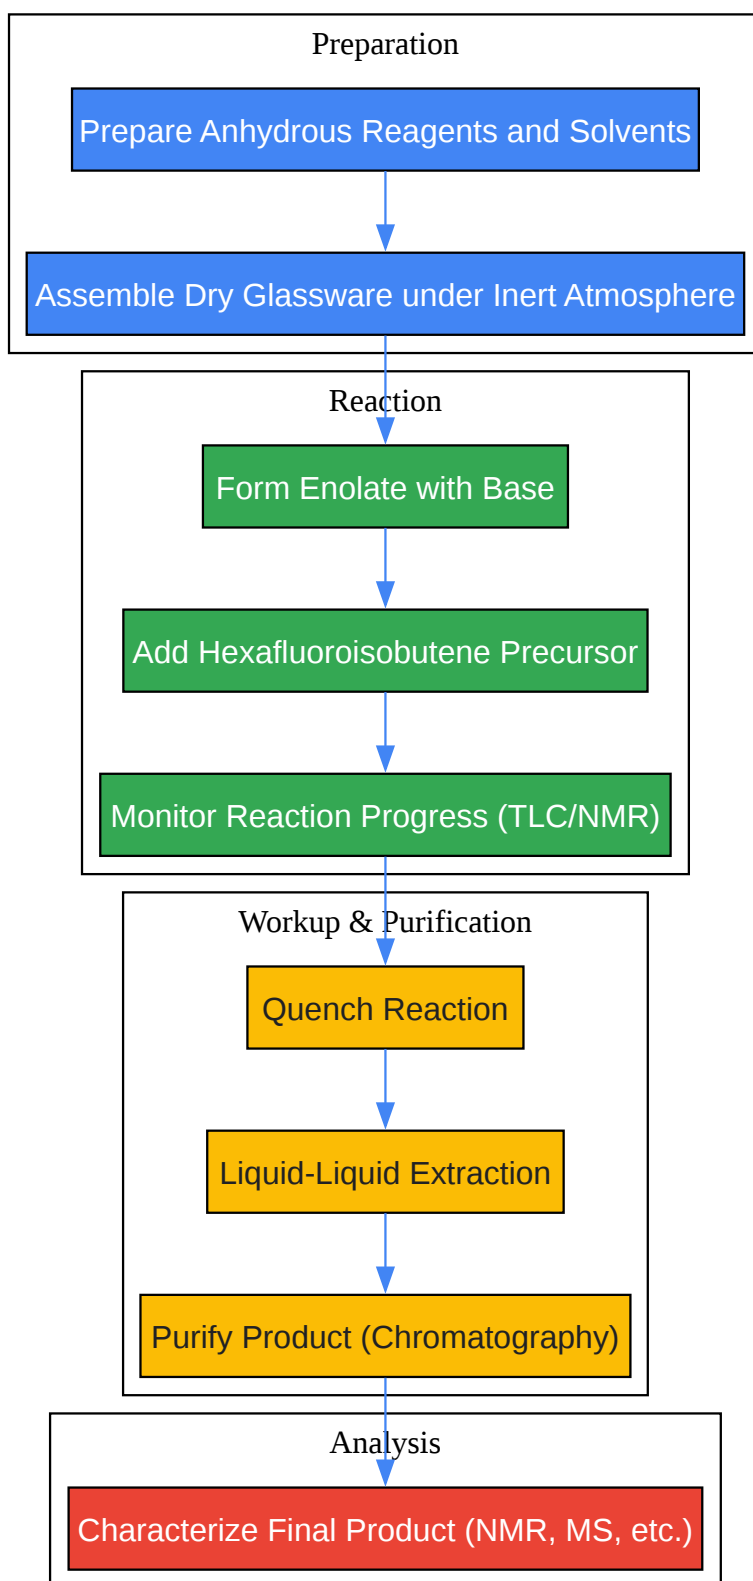 Preparation
Prepare Anhydrous Reagents and Solvents
Assemble Dry Glassware under Inert Atmosphere
Reaction
Form Enolate with Base
Add Hexafluoroisobutene Precursor
Monitor Reaction Progress (TLC/NMR)
Workup & Purification
Quench Reaction
Liquid-Liquid Extraction
Purify Product (Chromatography)
Analysis
Characterize Final Product (NMR, MS, etc.)